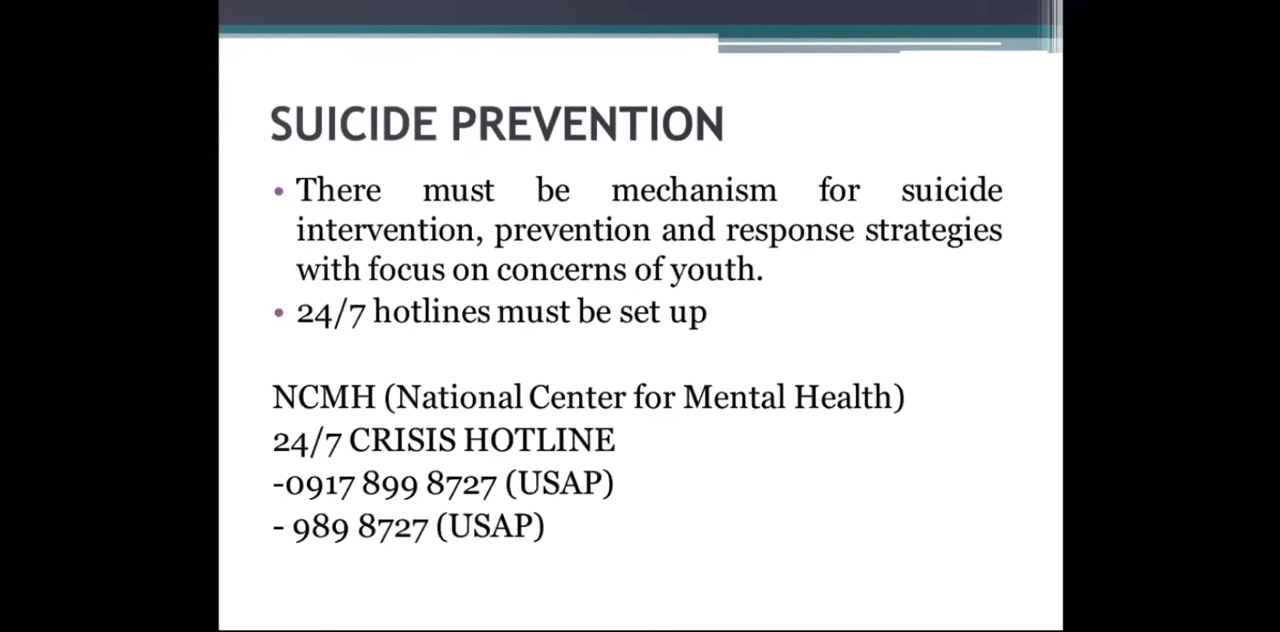 SUICIDE PREVENTION
• There must be mechanism for suicide
intervention, prevention and response strategies
with focus on concerns of youth.
• 24/7 hotlines must be set up
NCMH (National Center for Mental Health)
24/7 CRISIS HOTLINE
-0917 899 8727 (USAP)
- 989 8727 (USAP)